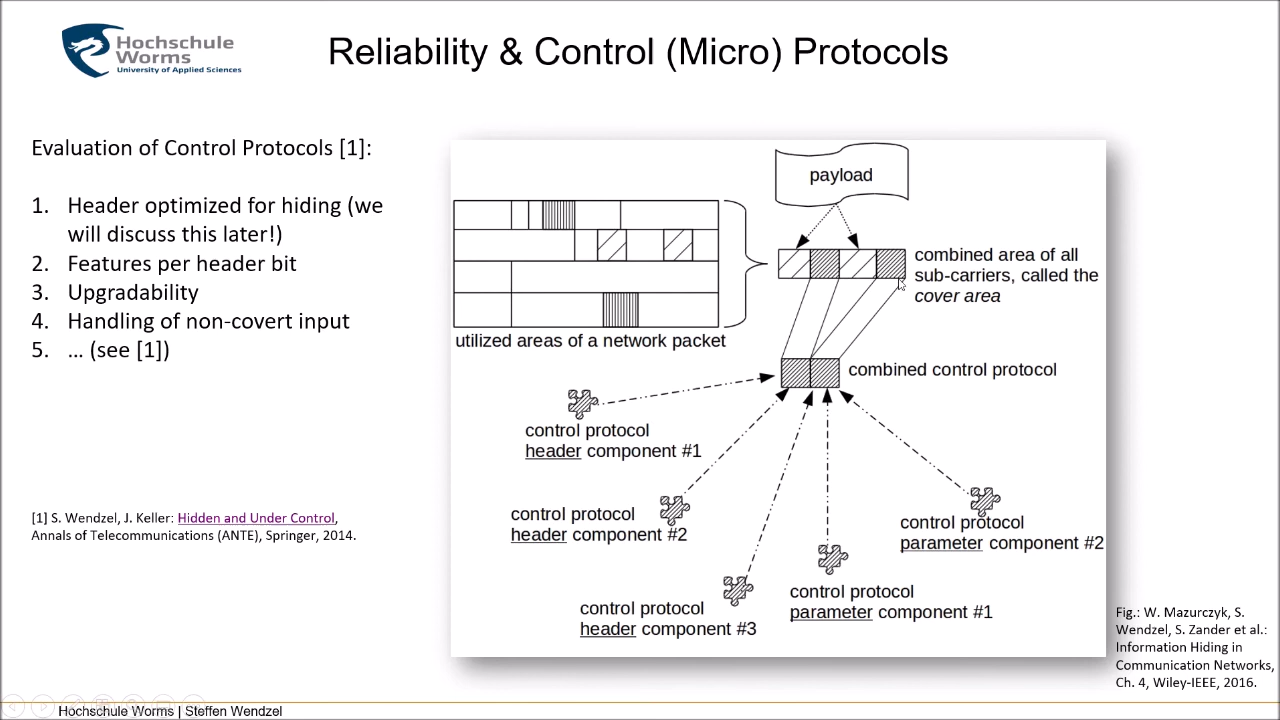 Hochschule
Worms
University of Applied Sciences
Reliability & Control (Micro) Protocols
Evaluation of Control Protocols [1]:
1. Header optimized for hiding (we
will discuss this later!)
2. Features per header bit
3. Upgradability
4. Handling of non-covert input
5. … (see [1])
[1] S. Wendzel, J. Keller: Hidden and Under Control,
Annals of Telecommunications (ANTE), Springer, 2014.
payload
combined area of all
sub-carriers, called the
cover area
utilized areas of a network packet
combined control protocol
control protocol
header component #1
control protocol
header component #2
control protocol
parameter component #2
control protocol
header component #3
control protocol
parameter component #1
Fig.: W. Mazurczyk, S.
Wendzel, S. Zander et al.:
Information Hiding in
Communication Networks,
Ch. 4, Wiley-IEEE, 2016.
Hochschule Worms | Steffen Wendzel